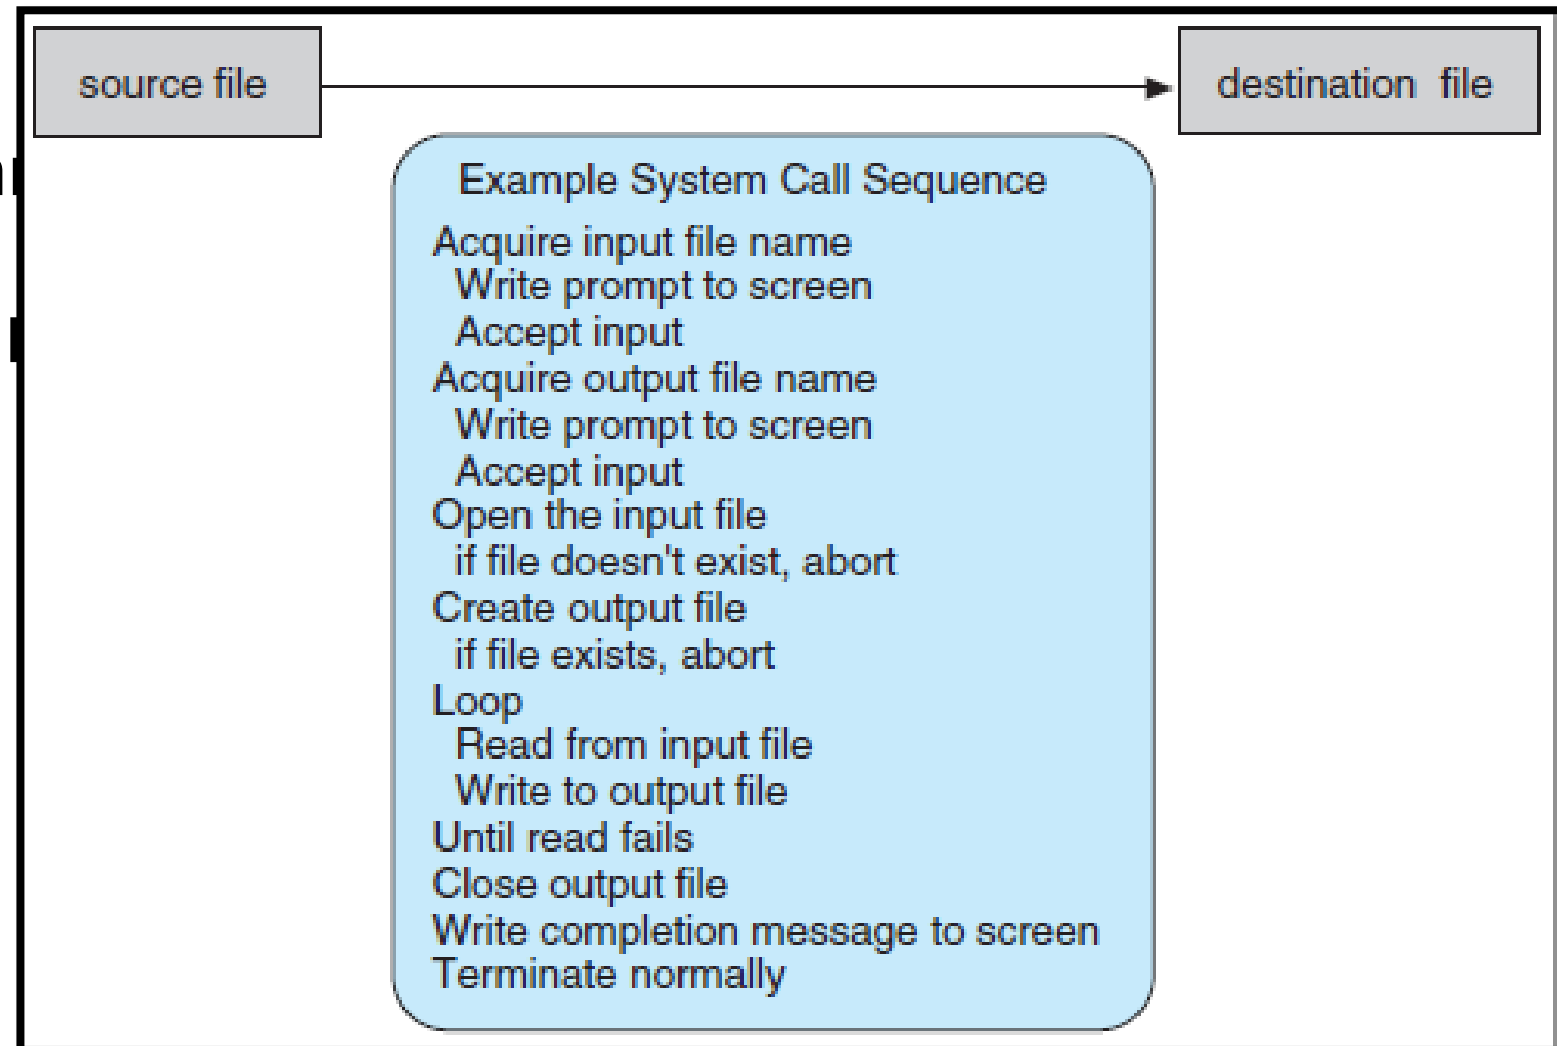 source file
destination file
Example System Call Sequence
Acquire input file name
Write prompt to screen
Accept input
Acquire output file name
Write prompt to screen
Accept input
Open the input file
if file doesn't exist, abort
Create output file
if file exists, abort
Loop
Read from input file
Write to output file
Until read fails
Close output file
Write completion message to screen
Terminate normally